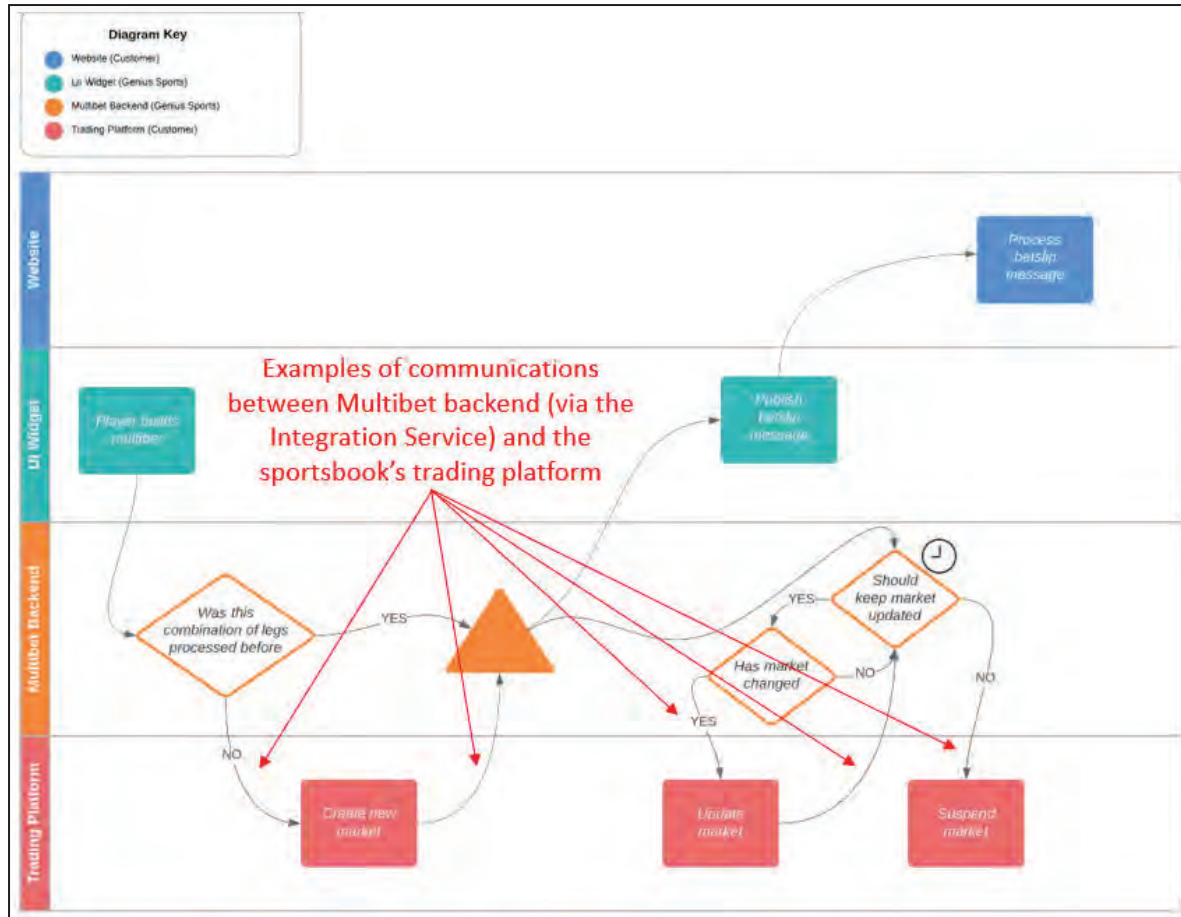 Diagram Key
Website (Customer)
UI Widget (Genius Sports)
Multibet Backend (Genius Sports)
Trading Platform (Customer)
Website
Process
betslip
message
UI Widget
Player builds
multibet
Examples of communications
between Multibet backend (via the
Integration Service) and the
sportsbook's trading platform
Publish
betslip
message
Multibet Backend
Was this
combination of legs
processed before
YES
NO
Should
keep market
updated
YES
NO
Has market
changed
NO
YES
Trading Platform
Create new
market
Update
market
Suspend
market